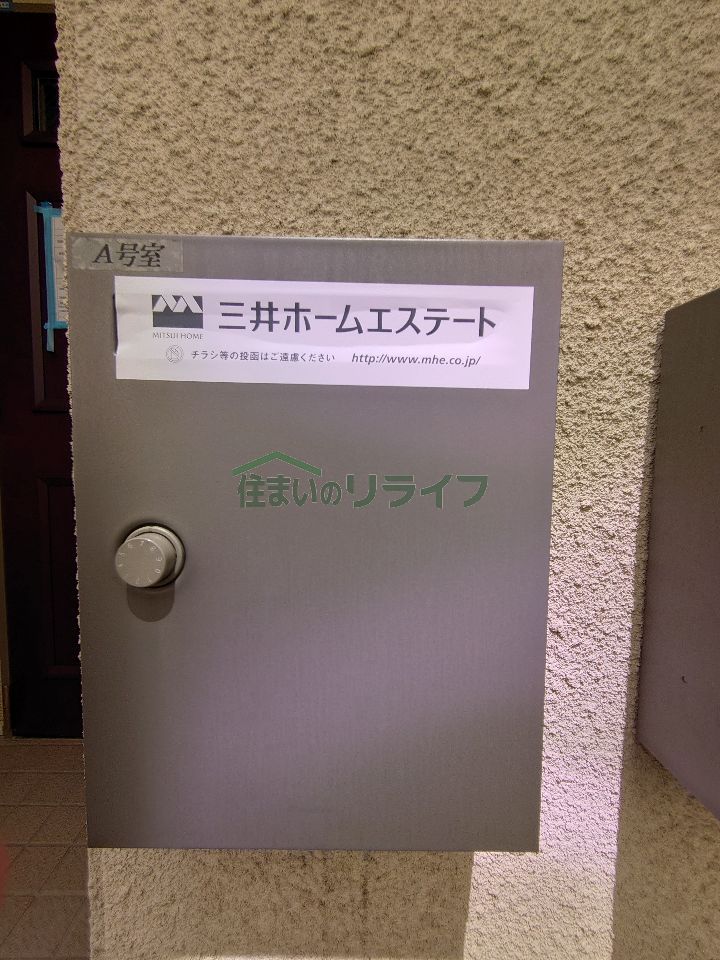 A号室
三井ホームエステート
MITSUI HOME
チラシ等の投函はご遠慮ください http://www.mhe.co.jp/
住まいのリライフ